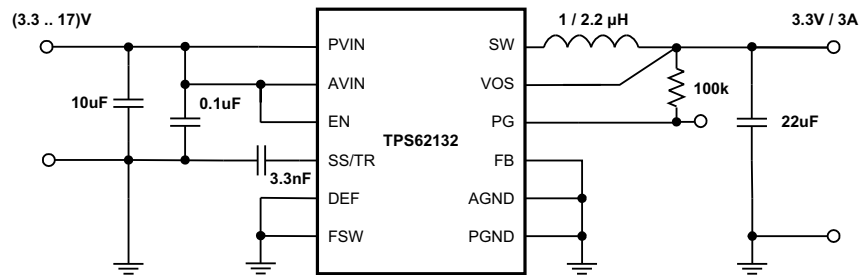 (3.3 .. 17)V
1 / 2.2 µH
3.3V / 3A
PVIN
SW
AVIN
VOS
10uF
0.1uF
100k
EN
PG
22uF
TPS62132
SS/TR
FB
3.3nF
DEF
AGND
FSW
PGND